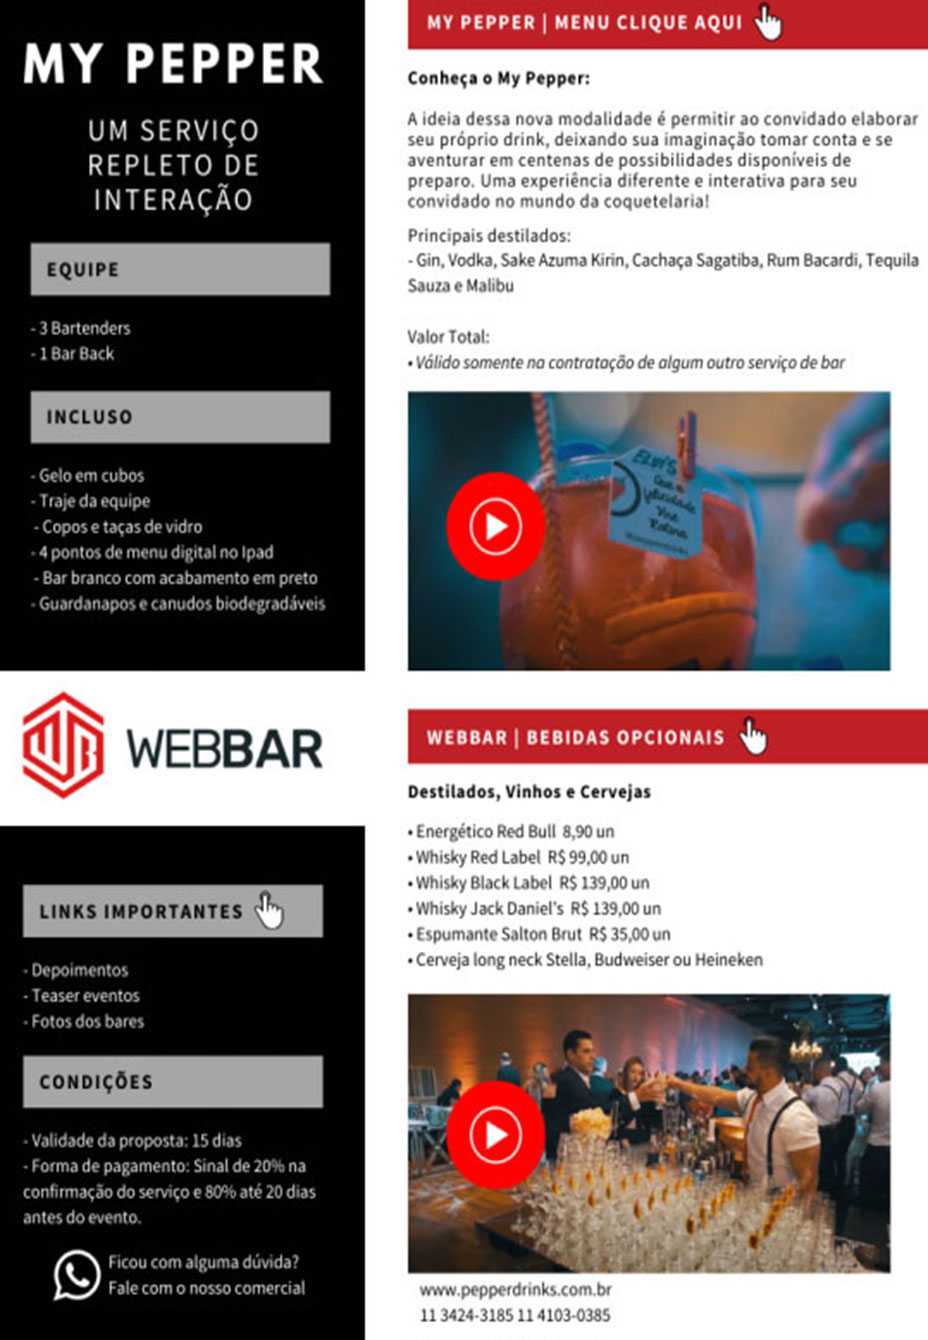 MY PEPPER
UM SERVIÇO
REPLETO DE
INTERAÇÃO
EQUIPE
- 3 Bartenders
- 1 Bar Back
INCLUSO
- Gelo em cubos
- Traje da equipe
- Copos e taças de vidro
- 4 pontos de menu digital no Ipad
- Bar branco com acabamento em preto
- Guardanapos e canudos biodegradáveis
MY PEPPER | MENU CLIQUE AQUI
Conheça o My Pepper:
A ideia dessa nova modalidade é permitir ao convidado elaborar
seu próprio drink, deixando sua imaginação tomar conta e se
aventurar em centenas de possibilidades disponíveis de
preparo. Uma experiência diferente e interativa para seu
convidado no mundo da coquetelaria!
Principais destilados:
- Gin, Vodka, Sake Azuma Kirin, Cachaça Sagatiba, Rum Bacardi, Tequila
Sauza e Malibu
Valor Total:
• Válido somente na contratação de algum outro serviço de bar
ELVIS
Que a
felicidade
Vire
Rotina
@mypepperdrinks
WB WEBBAR
LINKS IMPORTANTES
- Depoimentos
- Teaser eventos
- Fotos dos bares
CONDIÇÕES
- Validade da proposta: 15 dias
- Forma de pagamento: Sinal de 20% na
confirmação do serviço e 80% até 20 dias
antes do evento.
Ficou com alguma dúvida?
Fale com o nosso comercial
WEBBAR | BEBIDAS OPCIONAIS
Destilados, Vinhos e Cervejas
• Energético Red Bull 8,90 un
• Whisky Red Label R$ 99,00 un
• Whisky Black Label R$ 139,00 un
• Whisky Jack Daniel's R$ 139,00 un
• Espumante Salton Brut R$ 35,00 un
• Cerveja long neck Stella, Budweiser ou Heineken
www.pepperdrinks.com.br
11 3424-3185 11 4103-0385